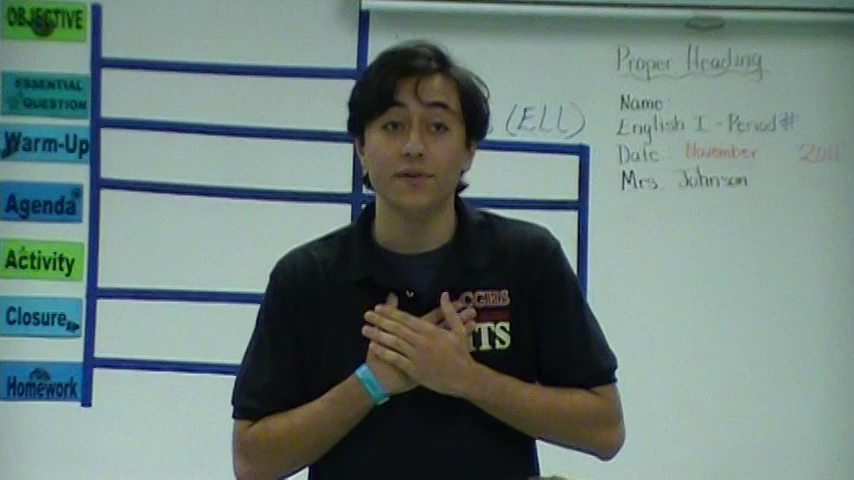 OBJECTIVE
ESSENTIAL
QUESTION
Warm-Up
Agenda
Activity
Closure
Homework
(ELL)
Proper Heading
Name
English I - Period #
Date: November 2011
Mrs. Johnson